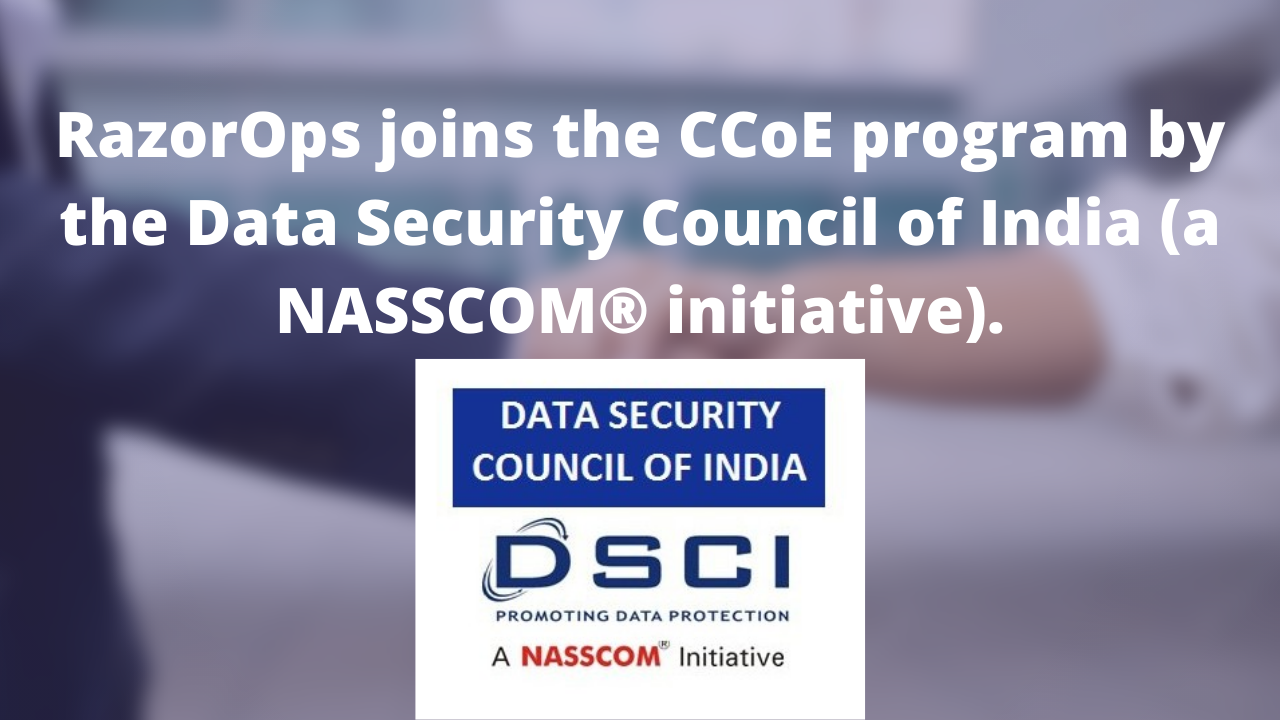 RazorOps joins the CCoE program by
the Data Security Council of India (a
NASSCOM® initiative).
DATA SECURITY
COUNCIL OF INDIA
DSCI
PROMOTING DATA PROTECTION
A NASSCOM® Initiative